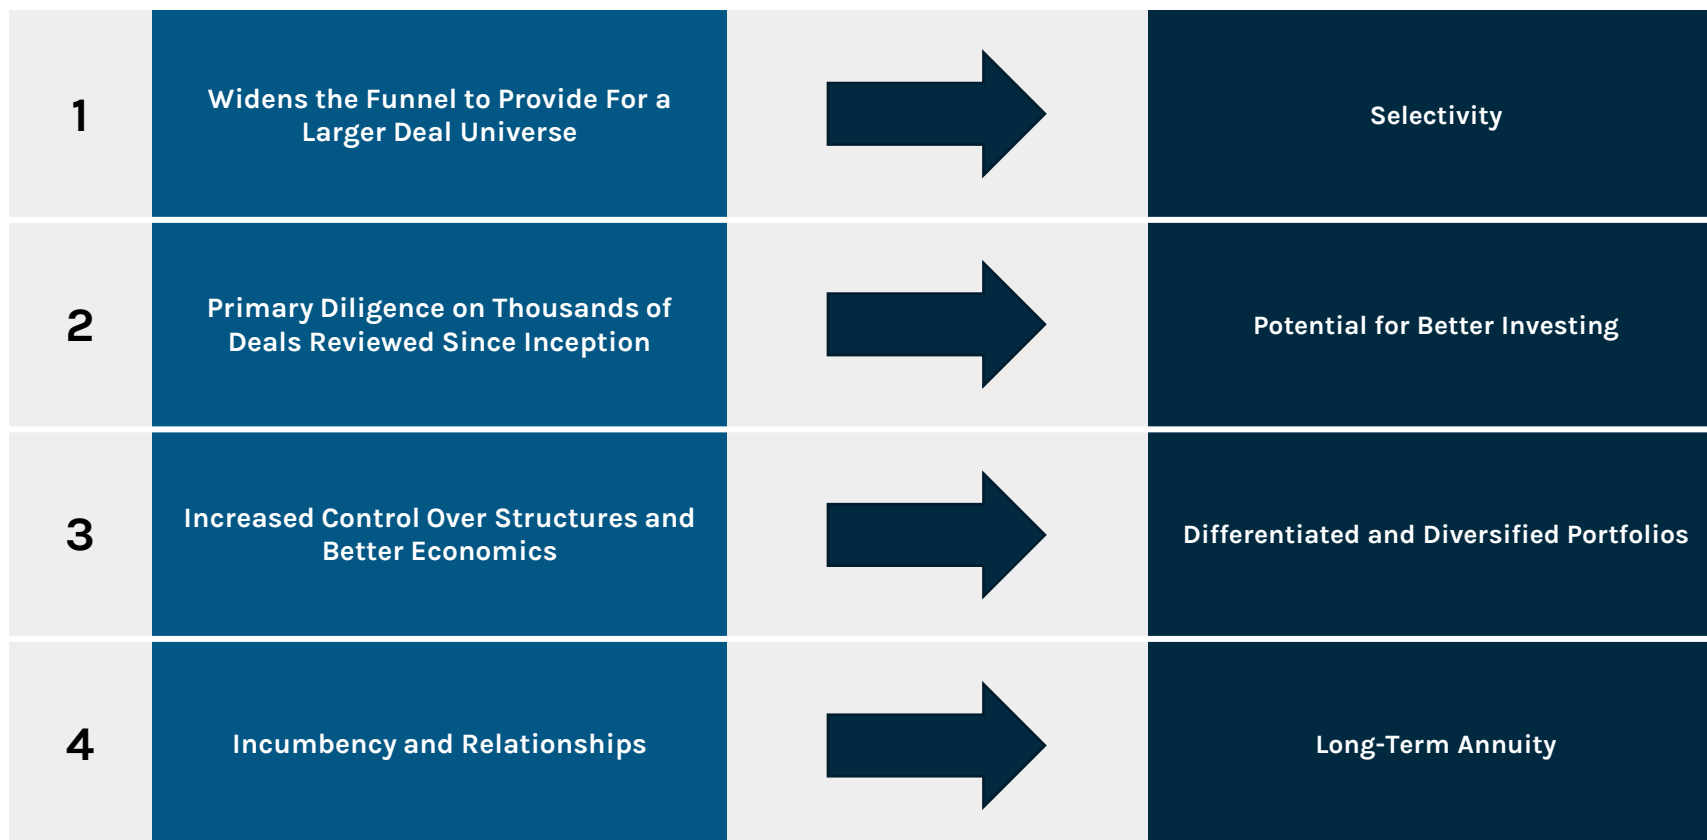 1
Widens the Funnel to Provide For a
Larger Deal Universe
Selectivity
2
Primary Diligence on Thousands of
Deals Reviewed Since Inception
Potential for Better Investing
3
Increased Control Over Structures and
Better Economics
Differentiated and Diversified Portfolios
4
Incumbency and Relationships
Long-Term Annuity